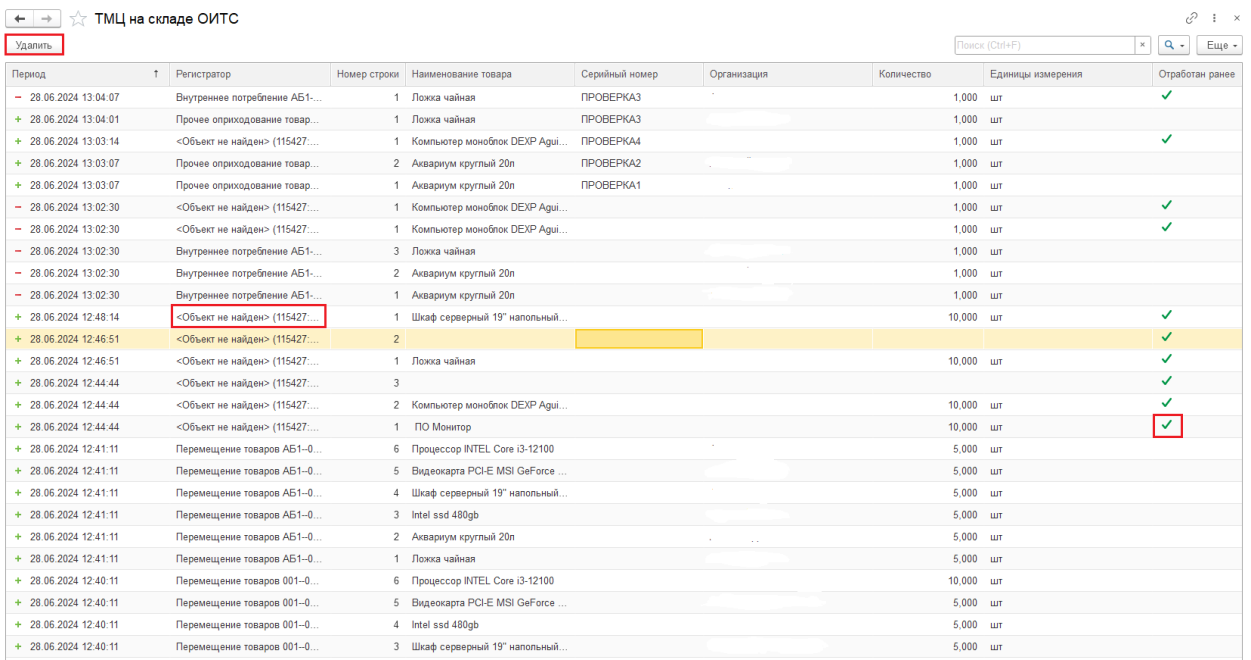 ТМЦ на складе ОИТС
Удалить Поиск (Ctrl+F) × Еще
Период ↑ Регистратор Номер строки Наименование товара Серийный номер Организация Количество Единицы измерения Отработан ранее
− 28.06.2024 13:04:07 Внутреннее потребление АБ1-... 1 Ложка чайная ПРОВЕРКА3 1,000 шт ✓
+ 28.06.2024 13:04:01 Прочее оприходование товар... 1 Ложка чайная ПРОВЕРКА3 1,000 шт
+ 28.06.2024 13:03:14 <Объект не найден> (115427:... 1 Компьютер моноблок DEXP Agui... ПРОВЕРКА4 1,000 шт ✓
+ 28.06.2024 13:03:07 Прочее оприходование товар... 2 Аквариум круглый 20л ПРОВЕРКА2 1,000 шт
+ 28.06.2024 13:03:07 Прочее оприходование товар... 1 Аквариум круглый 20л ПРОВЕРКА1 1,000 шт
− 28.06.2024 13:02:30 <Объект не найден> (115427:... 1 Компьютер моноблок DEXP Agui... 1,000 шт ✓
− 28.06.2024 13:02:30 <Объект не найден> (115427:... 1 Компьютер моноблок DEXP Agui... 1,000 шт ✓
− 28.06.2024 13:02:30 Внутреннее потребление АБ1-... 3 Ложка чайная 1,000 шт
− 28.06.2024 13:02:30 Внутреннее потребление АБ1-... 2 Аквариум круглый 20л 1,000 шт
− 28.06.2024 13:02:30 Внутреннее потребление АБ1-... 1 Аквариум круглый 20л 1,000 шт
+ 28.06.2024 12:48:14 <Объект не найден> (115427:... 1 Шкаф серверный 19" напольный... 10,000 шт ✓
+ 28.06.2024 12:46:51 <Объект не найден> (115427:... 2 ✓
+ 28.06.2024 12:46:51 <Объект не найден> (115427:... 1 Ложка чайная 10,000 шт ✓
+ 28.06.2024 12:44:44 <Объект не найден> (115427:... 3 ✓
+ 28.06.2024 12:44:44 <Объект не найден> (115427:... 2 Компьютер моноблок DEXP Agui... 10,000 шт ✓
+ 28.06.2024 12:44:44 <Объект не найден> (115427:... 1 ПО Монитор 10,000 шт ✓
+ 28.06.2024 12:41:11 Перемещение товаров АБ1--0... 6 Процессор INTEL Core i3-12100 5,000 шт
+ 28.06.2024 12:41:11 Перемещение товаров АБ1--0... 5 Видеокарта PCI-E MSI GeForce ... 5,000 шт
+ 28.06.2024 12:41:11 Перемещение товаров АБ1--0... 4 Шкаф серверный 19" напольный... 5,000 шт
+ 28.06.2024 12:41:11 Перемещение товаров АБ1--0... 3 Intel ssd 480gb 5,000 шт
+ 28.06.2024 12:41:11 Перемещение товаров АБ1--0... 2 Аквариум круглый 20л 5,000 шт
+ 28.06.2024 12:41:11 Перемещение товаров АБ1--0... 1 Ложка чайная 5,000 шт
+ 28.06.2024 12:40:11 Перемещение товаров 001--0... 6 Процессор INTEL Core i3-12100 10,000 шт
+ 28.06.2024 12:40:11 Перемещение товаров 001--0... 5 Видеокарта PCI-E MSI GeForce ... 5,000 шт
+ 28.06.2024 12:40:11 Перемещение товаров 001--0... 4 Intel ssd 480gb 5,000 шт
+ 28.06.2024 12:40:11 Перемещение товаров 001--0... 3 Шкаф серверный 19" напольный... 5,000 шт